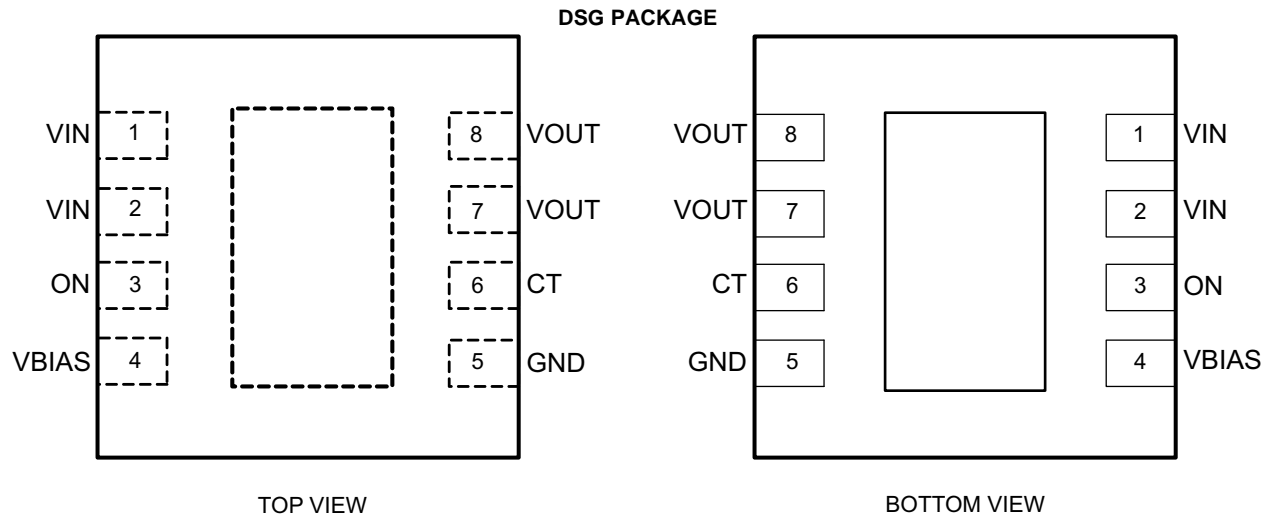 DSG PACKAGE
VIN 1 8 VOUT
VIN 2 7 VOUT
ON 3 6 CT
VBIAS 4 5 GND
TOP VIEW
VOUT 8 1 VIN
VOUT 7 2 VIN
CT 6 3 ON
GND 5 4 VBIAS
BOTTOM VIEW